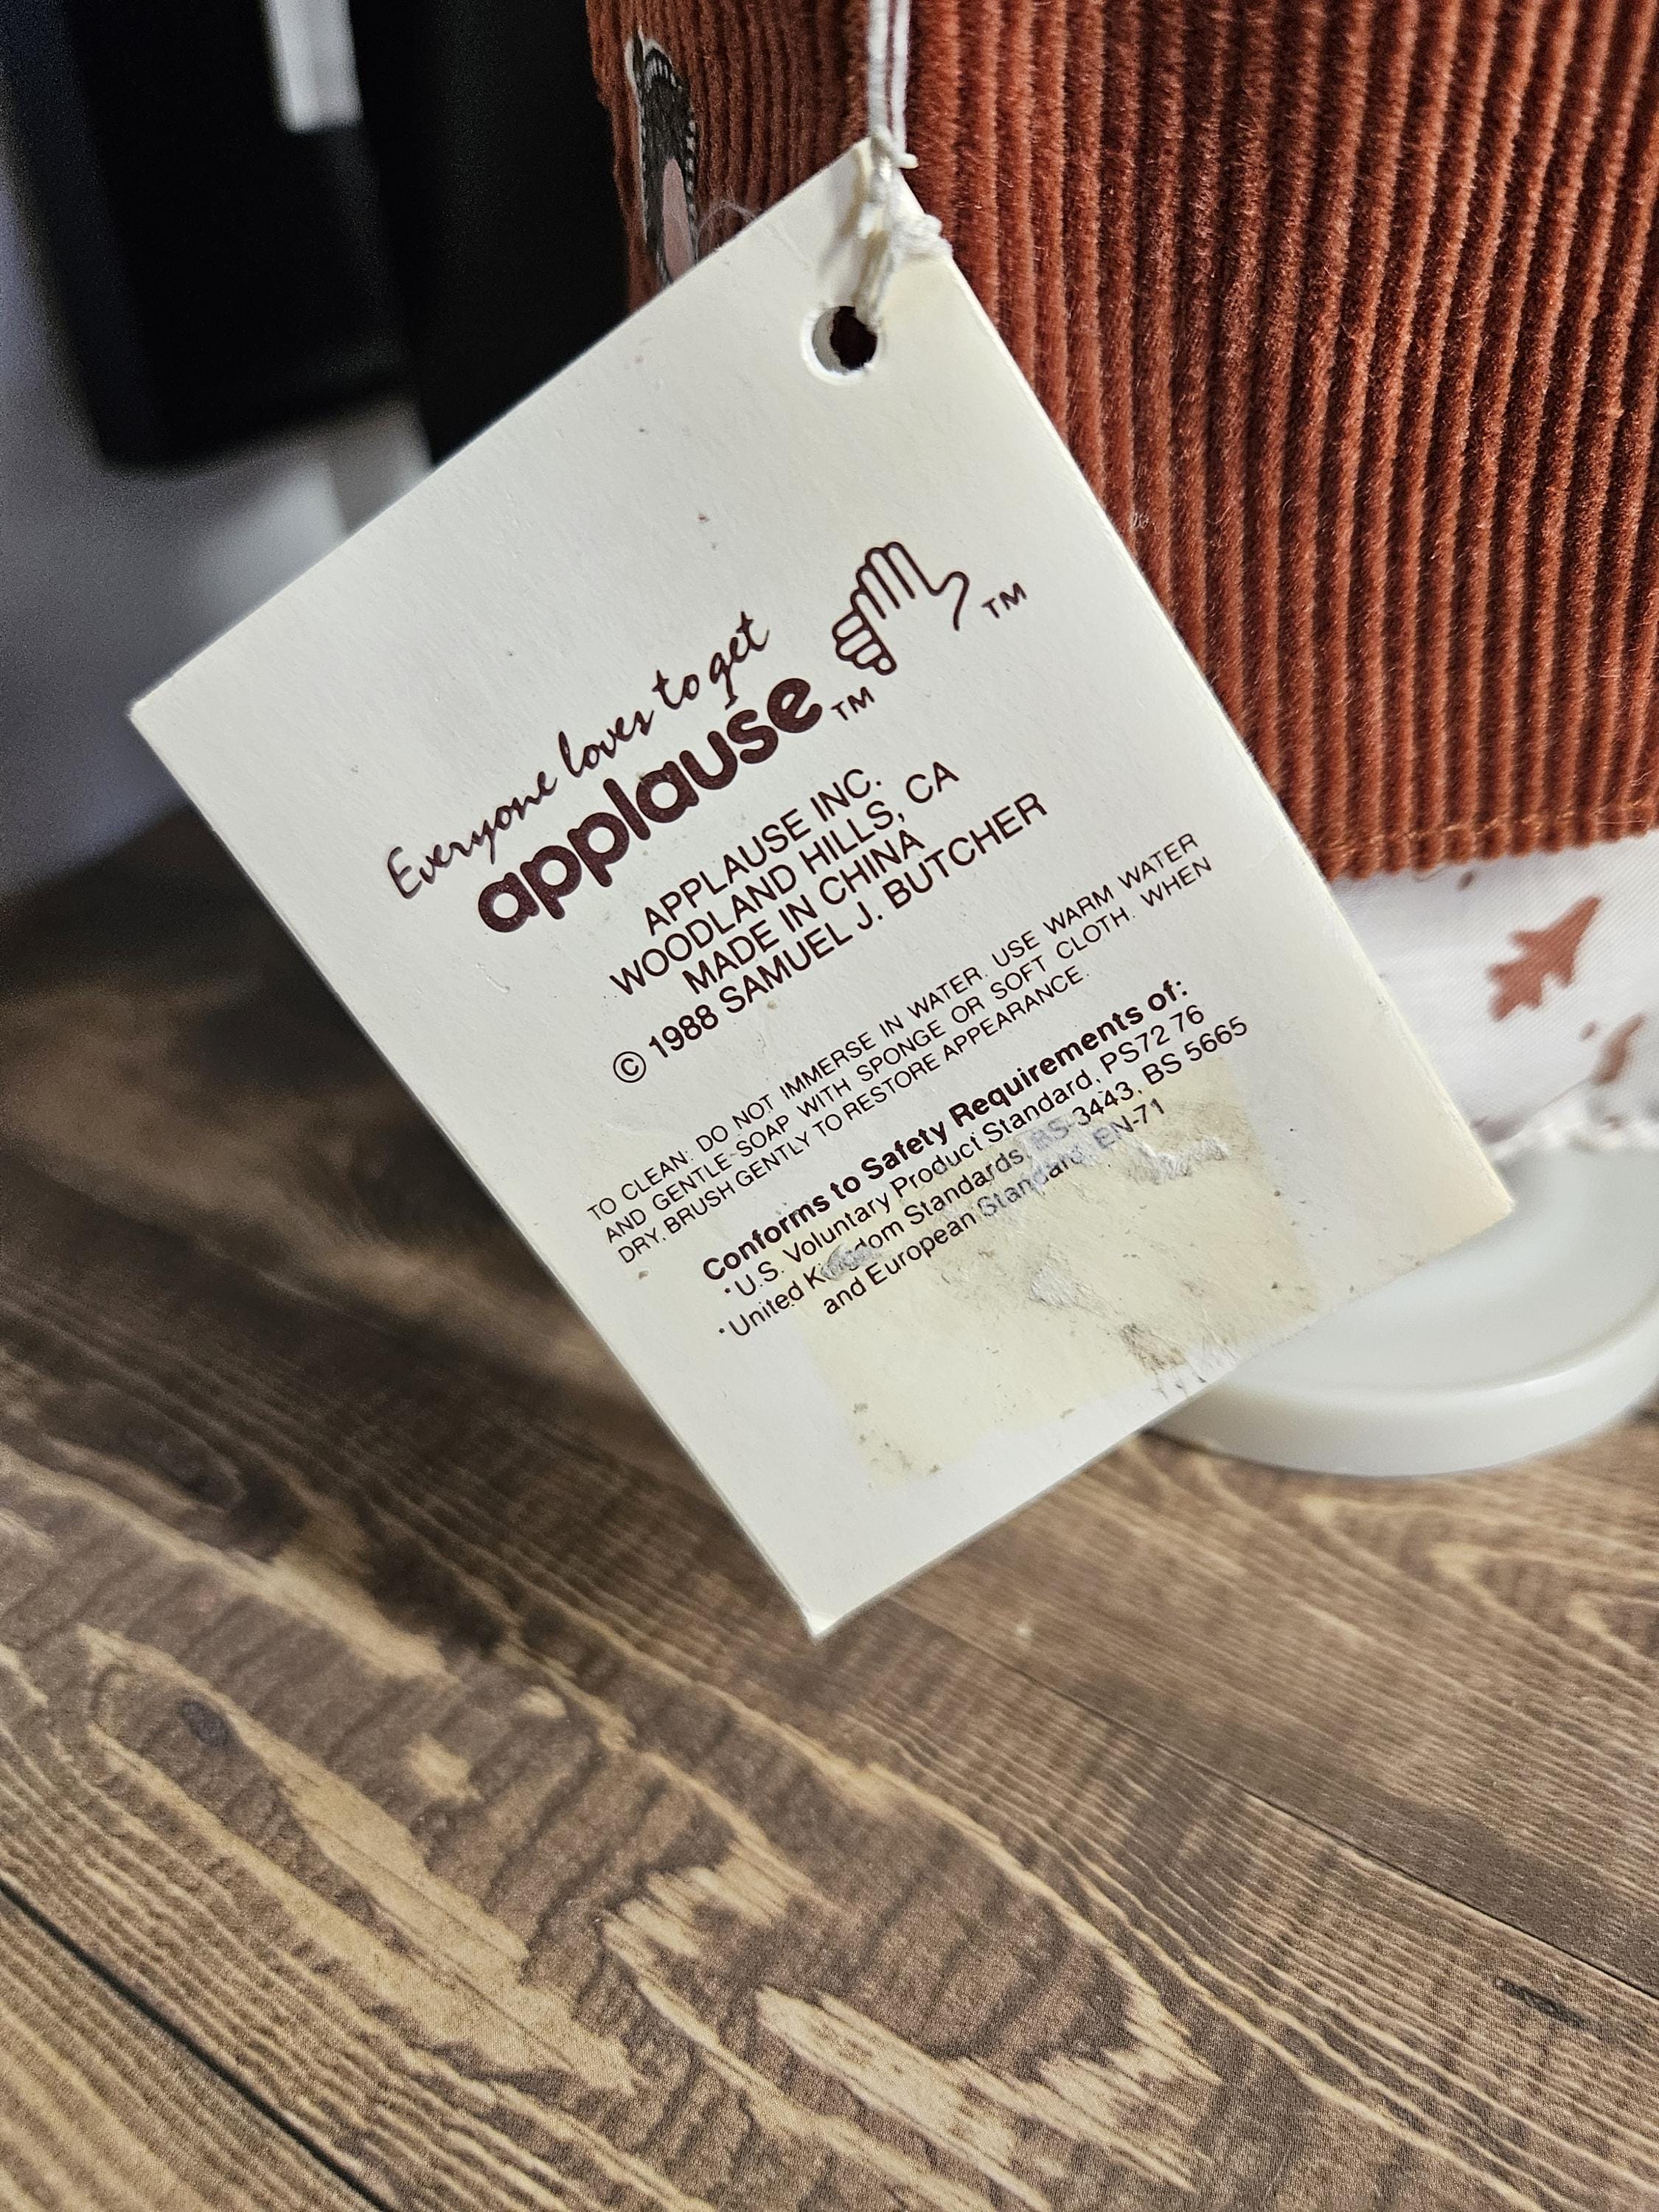 Everyone loves to get
applause™
™
APPLAUSE INC.
WOODLAND HILLS, CA
MADE IN CHINA
© 1988 SAMUEL J. BUTCHER
TO CLEAN: DO NOT IMMERSE IN WATER. USE WARM WATER
AND GENTLE SOAP WITH SPONGE OR SOFT CLOTH. WHEN
DRY. BRUSH GENTLY TO RESTORE APPEARANCE.
Conforms to Safety Requirements of:
*U.S. Voluntary Product Standard, PS72 76
*United Kingdom Standards, BS-3443, BS 5665
and European Standard, EN-71